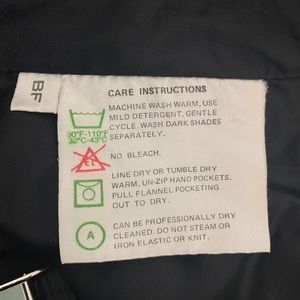 CARE INSTRUCTIONS
MACHINE WASH WARM, USE
MILD DETERGENT, GENTLE
CYCLE. WASH DARK SHADES
SEPARATELY.
90°F-110°F
32°C-43°C
NO BLEACH.
CL
LINE DRY OR TUMBLE DRY
WARM. UN-ZIP HAND POCKETS.
PULL FLANNEL POCKETING
OUT TO DRY.
CAN BE PROFESSIONALLY DRY
CLEANED. DO NOT STEAM OR
IRON ELASTIC OR KNIT.
A
BF